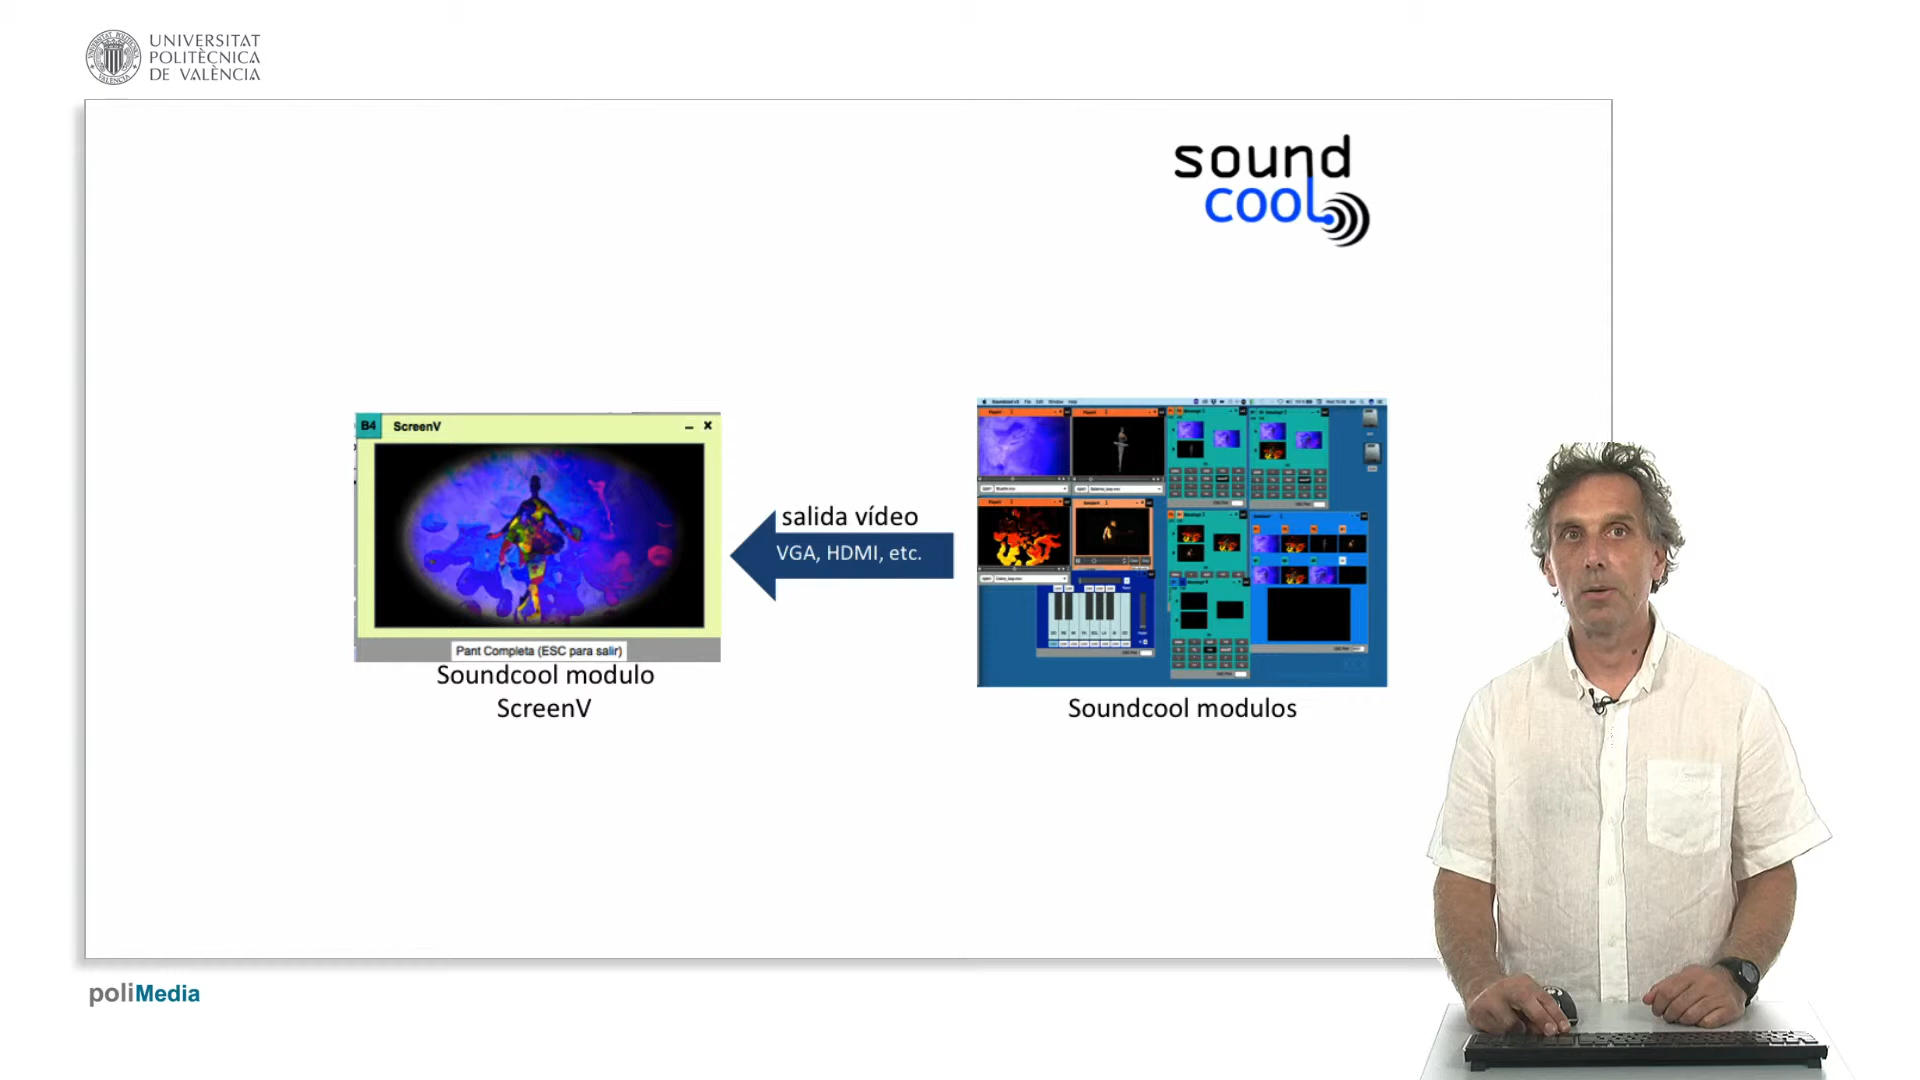 UNIVERSITAT
POLITÈCNICA
DE VALÈNCIA
sound
cool
B4 ScreenV
Pant Completa (ESC para salir)
Soundcool modulo
ScreenV
salida vídeo
VGA, HDMI, etc.
Soundcool modulos
poliMedia